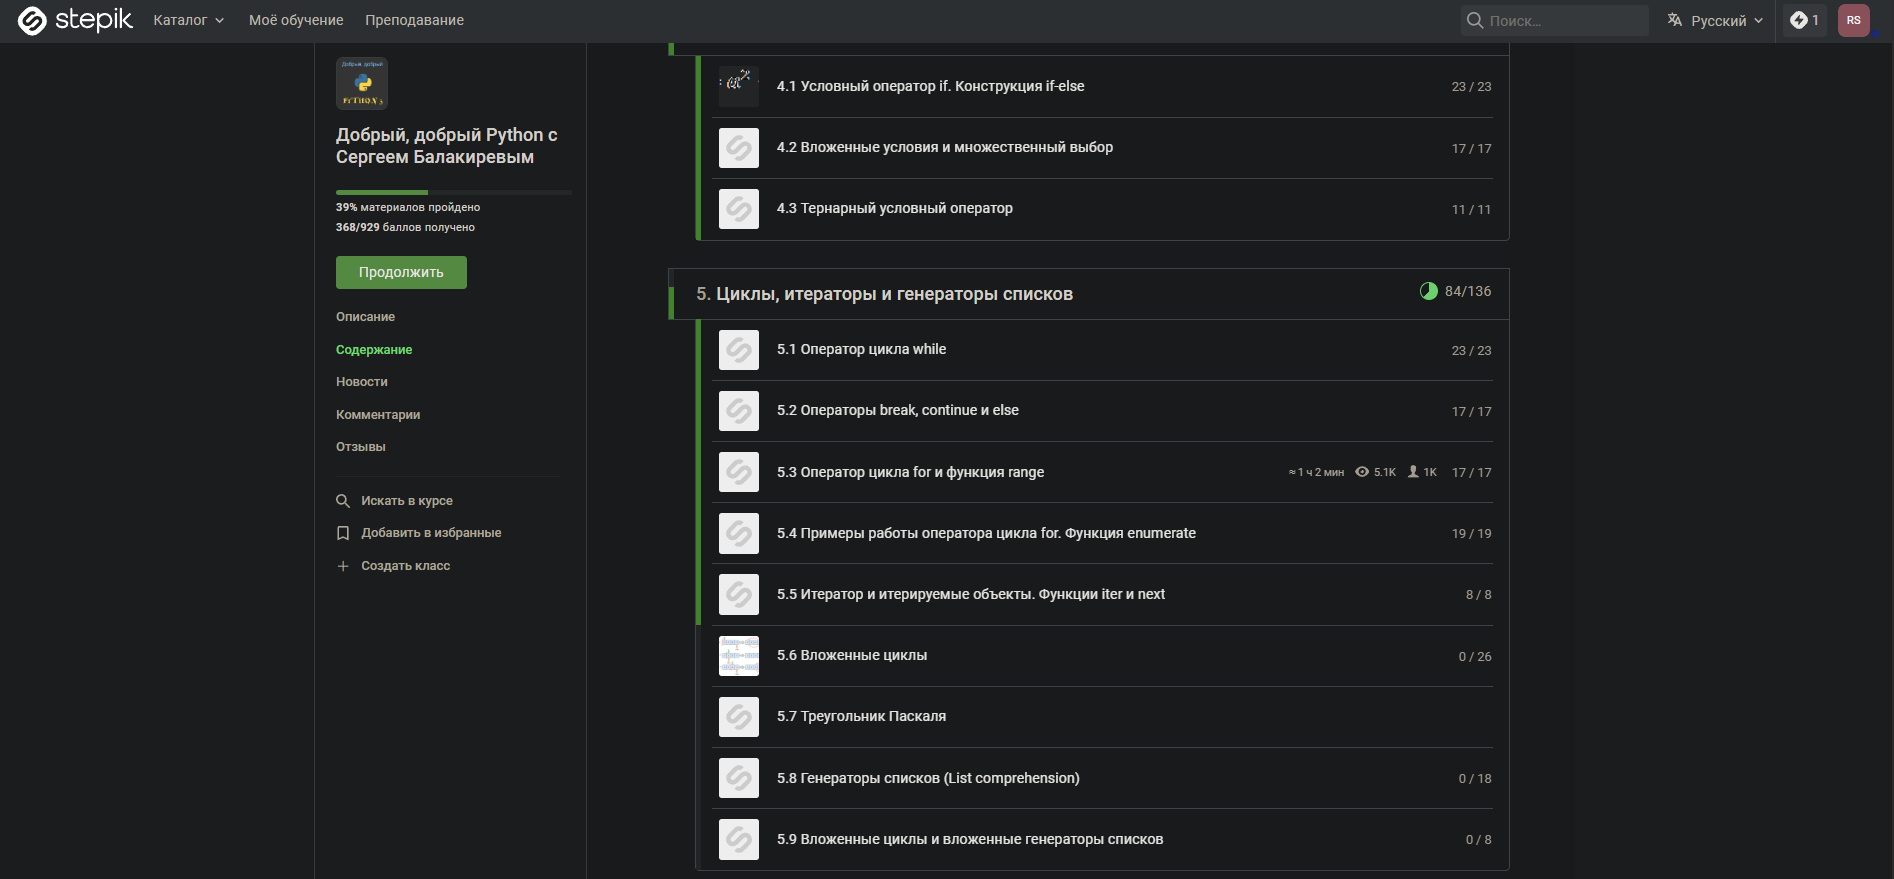 stepik Каталог Моё обучение Преподавание Поиск... Русский 1 RS
Добрый, добрый
PYTHON 3
Добрый, добрый Python с
Сергеем Балакиревым
39% материалов пройдено
368/929 баллов получено
Продолжить
Описание
Содержание
Новости
Комментарии
Отзывы
Искать в курсе
Добавить в избранные
Создать класс
4.1 Условный оператор if. Конструкция if-else 23 / 23
4.2 Вложенные условия и множественный выбор 17 / 17
4.3 Тернарный условный оператор 11 / 11
5. Циклы, итераторы и генераторы списков 84/136
5.1 Оператор цикла while 23 / 23
5.2 Операторы break, continue и else 17 / 17
5.3 Оператор цикла for и функция range ≈ 1 ч 2 мин 5.1K 1K 17 / 17
5.4 Примеры работы оператора цикла for. Функция enumerate 19 / 19
5.5 Итератор и итерируемые объекты. Функции iter и next 8 / 8
5.6 Вложенные циклы 0 / 26
5.7 Треугольник Паскаля
5.8 Генераторы списков (List comprehension) 0 / 18
5.9 Вложенные циклы и вложенные генераторы списков 0 / 8